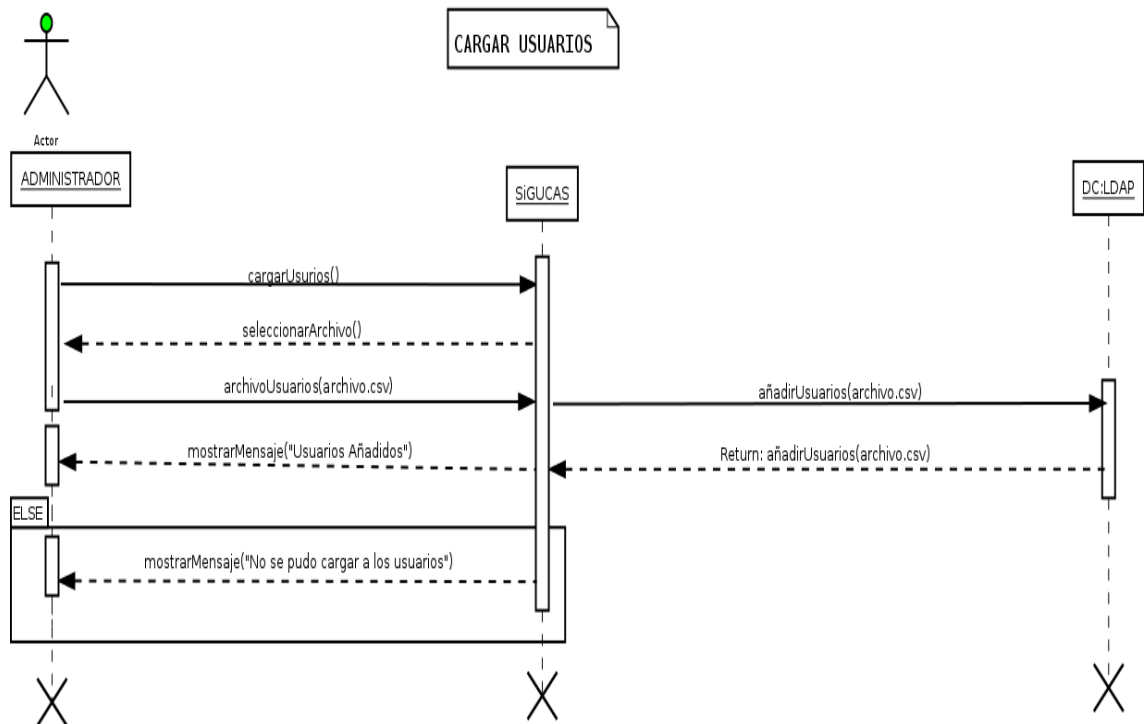 CARGAR USUARIOS
Actor
ADMINISTRADOR
SiGUCAS
DC:LDAP
cargarUsurios()
seleccionarArchivo()
archivoUsuarios(archivo.csv)
añadirUsuarios(archivo.csv)
mostrarMensaje("Usuarios Añadidos")
Return: añadirUsuarios(archivo.csv)
ELSE
mostrarMensaje("No se pudo cargar a los usuarios")